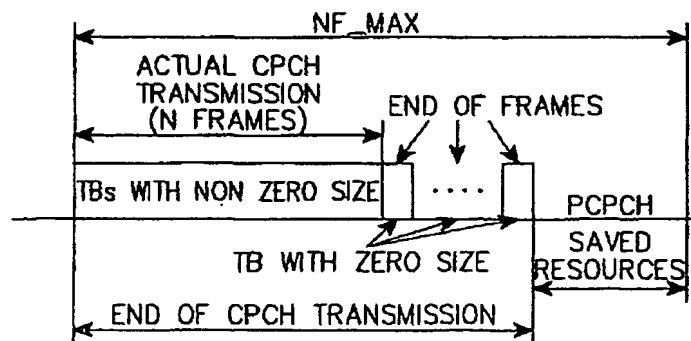 NF_MAX
ACTUAL CPCH
TRANSMISSION
(N FRAMES)
END OF FRAMES
TBs WITH NON ZERO SIZE
....
PCPCH
TB WITH ZERO SIZE
SAVED
RESOURCES
END OF CPCH TRANSMISSION